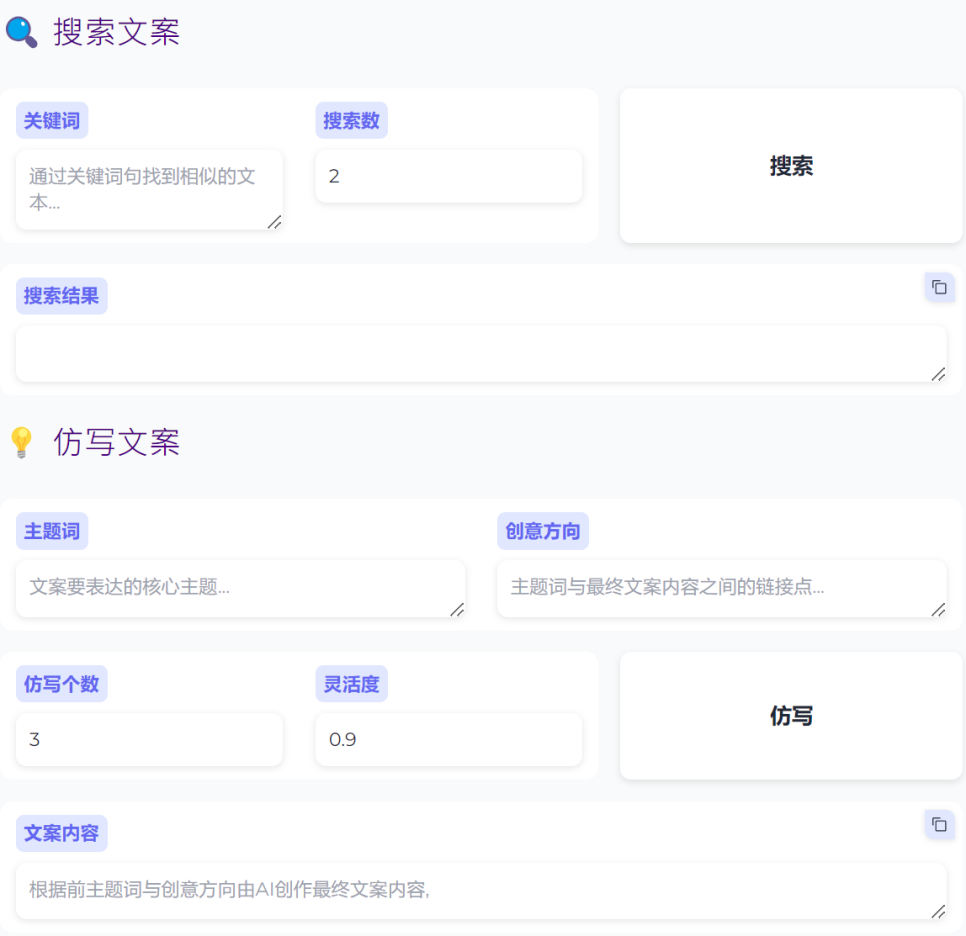 搜索文案
关键词
搜索数
通过关键词句找到相似的文
本...
2
搜索
搜索结果
仿写文案
主题词
创意方向
文案要表达的核心主题...
主题词与最终文案内容之间的链接点...
仿写个数
灵活度
3
0.9
仿写
文案内容
根据前主题词与创意方向由AI创作最终文案内容,